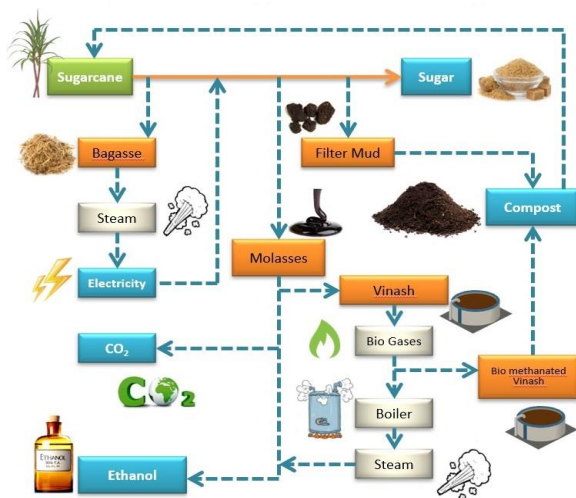 Sugarcane
Sugar
Bagasse
Filter Mud
Steam
Compost
Molasses
Electricity
Vinash
CO₂
Bio Gases
Bio methanated
Vinash
CO2
Boiler
ETHANOL
Ethanol
Steam